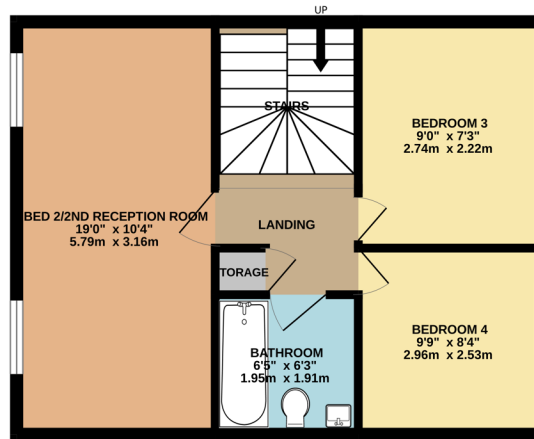 UP
STAIRS
BEDROOM 3
9'0" x 7'3"
2.74m x 2.22m
BED 2/2ND RECEPTION ROOM
19'0" x 10'4"
5.79m x 3.16m
LANDING
TORAGE
BATHROOM
6'5" x 6'3"
1.95m x 1.91m
BEDROOM 4
9'9" x 8'4"
2.96m x 2.53m